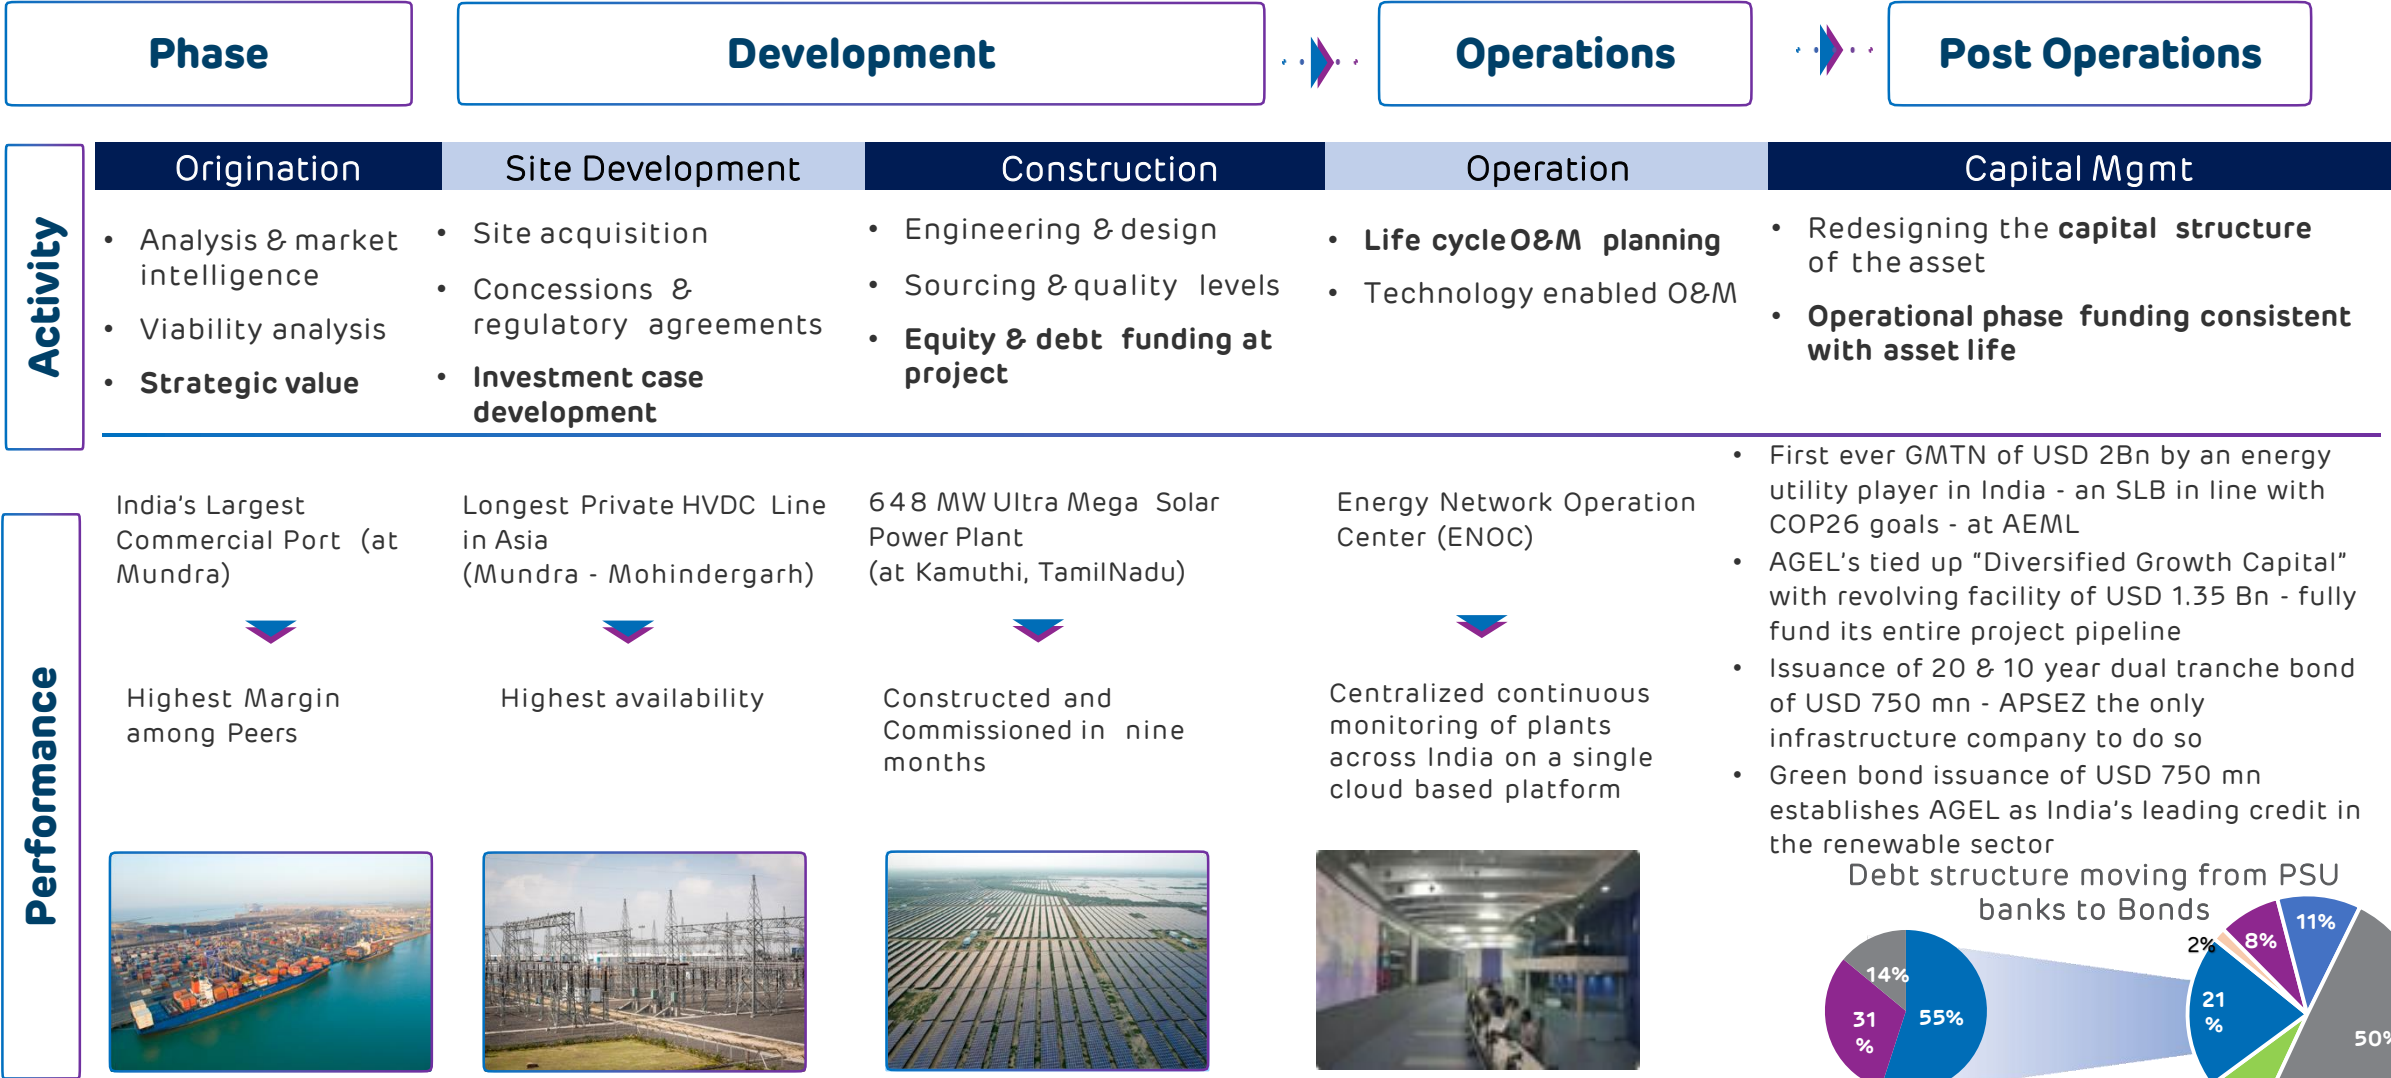 Phase
Development
Operations
Post Operations
Activity
Origination
Site Development
Construction
Operation
Capital Mgmt
• Analysis & market
intelligence
• Viability analysis
• Strategic value
• Site acquisition
• Concessions &
regulatory agreements
• Investment case
development
• Engineering & design
• Sourcing & quality levels
• Equity & debt funding at
project
• Life cycle O&M planning
• Technology enabled O&M
• Redesigning the capital structure
of the asset
• Operational phase funding consistent
with asset life
Performance
India's Largest
Commercial Port (at
Mundra)
Highest Margin
among Peers
Longest Private HVDC Line
in Asia
(Mundra - Mohindergarh)
Highest availability
648 MW Ultra Mega Solar
Power Plant
(at Kamuthi, TamilNadu)
Constructed and
Commissioned in nine
months
Energy Network Operation
Center (ENOC)
Centralized continuous
monitoring of plants
across India on a single
cloud based platform
• First ever GMTN of USD 2Bn by an energy
utility player in India - an SLB in line with
COP26 goals - at AEML
• AGEL's tied up "Diversified Growth Capital"
with revolving facility of USD 1.35 Bn - fully
fund its entire project pipeline
• Issuance of 20 & 10 year dual tranche bond
of USD 750 mn - APSEZ the only
infrastructure company to do so
• Green bond issuance of USD 750 mn
establishes AGEL as India's leading credit in
the renewable sector
Debt structure moving from PSU
banks to Bonds
14%
31
%
55%
2%
8%
11%
21
%
50%